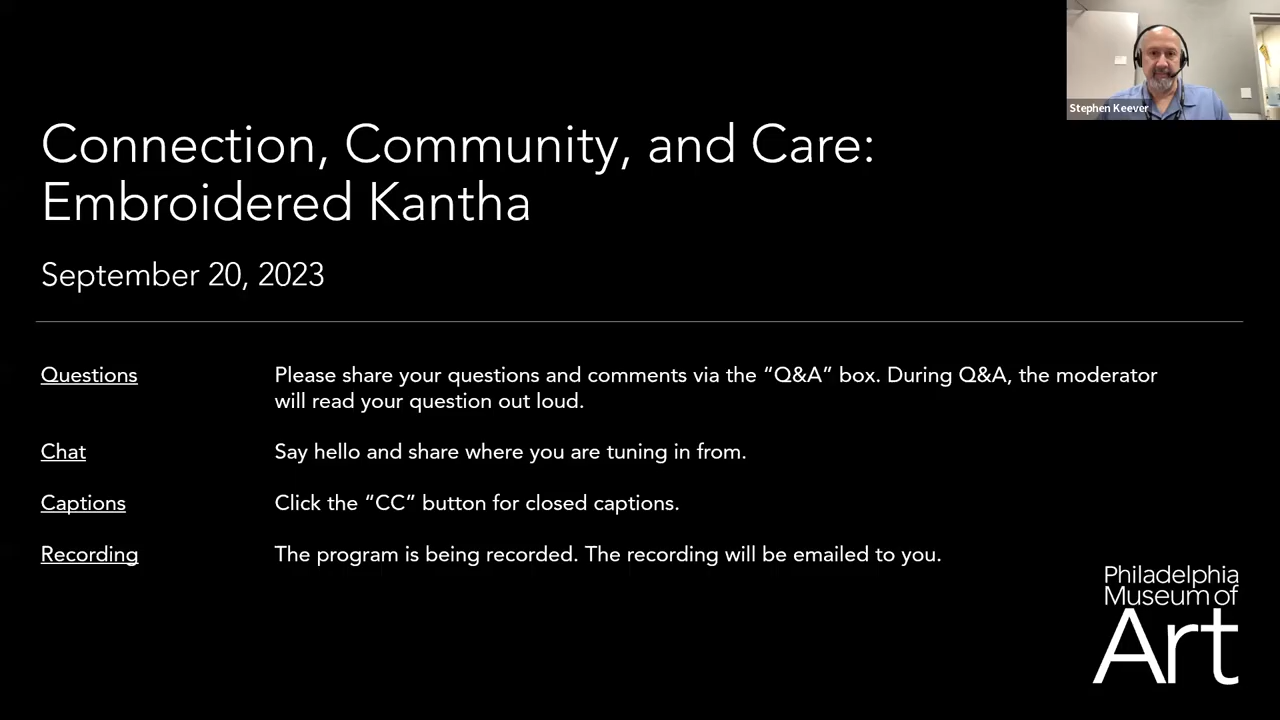 Stephen Keever
Connection, Community, and Care:
Embroidered Kantha
September 20, 2023
Questions
Please share your questions and comments via the “Q&A” box. During Q&A, the moderator
will read your question out loud.
Chat
Say hello and share where you are tuning in from.
Captions
Click the “CC” button for closed captions.
Recording
The program is being recorded. The recording will be emailed to you.
Philadelphia
Museum of
Art